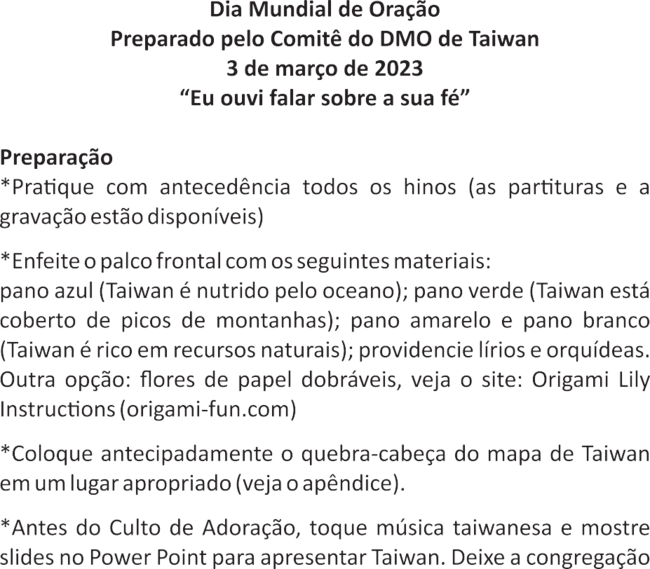 Dia Mundial de Oração
Preparado pelo Comitê do DMO de Taiwan
3 de março de 2023
“Eu ouvi falar sobre a sua fé”
Preparação
*Pratique com antecedência todos os hinos (as partituras e a
gravação estão disponíveis)
*Enfeite o palco frontal com os seguintes materiais:
pano azul (Taiwan é nutrido pelo oceano); pano verde (Taiwan está
coberto de picos de montanhas); pano amarelo e pano branco
(Taiwan é rico em recursos naturais); providencie lírios e orquídeas.
Outra opção: flores de papel dobráveis, veja o site: Origami Lily
Instructions (origami-fun.com)
*Coloque antecipadamente o quebra-cabeça do mapa de Taiwan
em um lugar apropriado (veja o apêndice).
*Antes do Culto de Adoração, toque música taiwanesa e mostre
slides no Power Point para apresentar Taiwan. Deixe a congregação